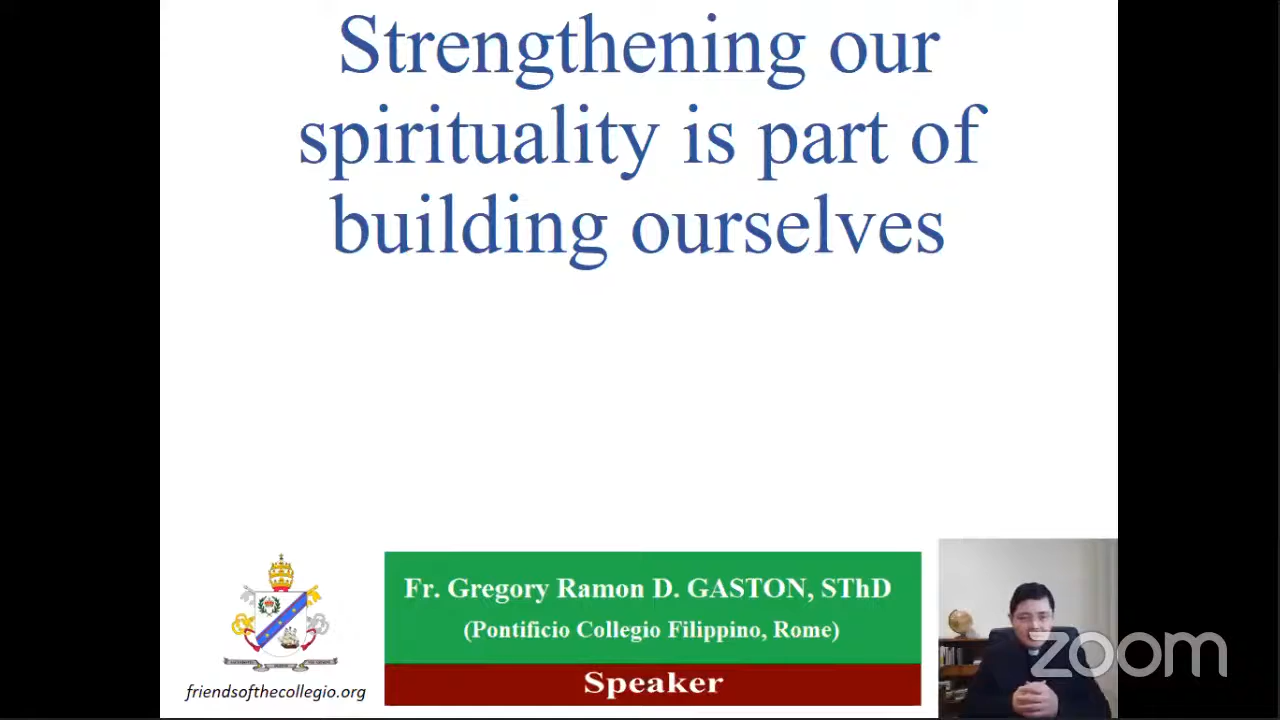 Strengthening our
spirituality is part of
building ourselves
Fr. Gregory Ramon D. GASTON, SThD
(Pontificio Collegio Filippino, Rome)
Speaker
friendsofthecollegio.org
zoom